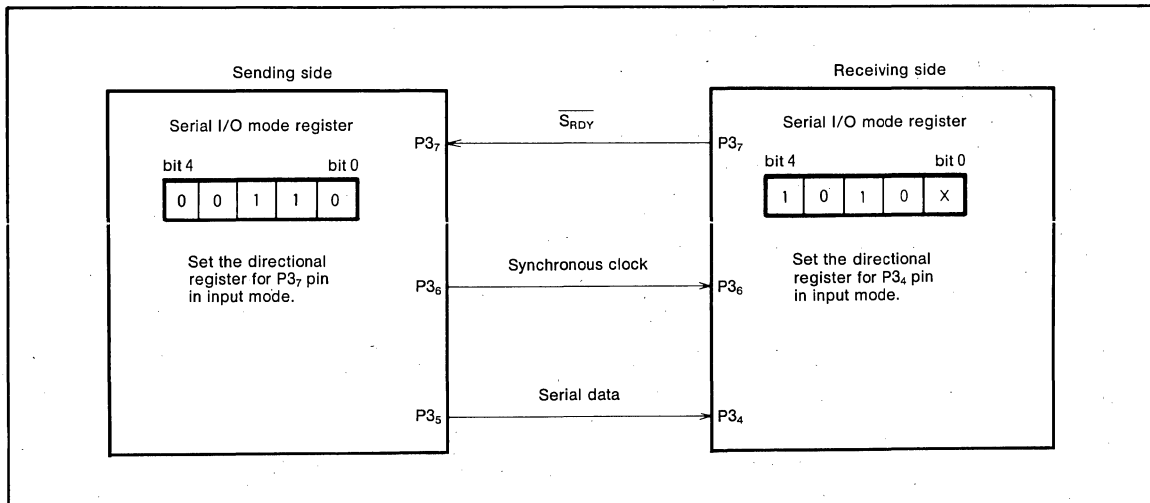 Sending side
Serial I/O mode register
bit 4 bit 0
0 0 1 1 0
Set the directional
register for P3₇ pin
in input mode.
P3₇
P3₆
P3₅
S̅R̅D̅Y̅
Synchronous clock
Serial data
Receiving side
Serial I/O mode register
bit 4 bit 0
1 0 1 0 X
Set the directional
register for P3₄ pin
in input mode.
P3₇
P3₆
P3₄